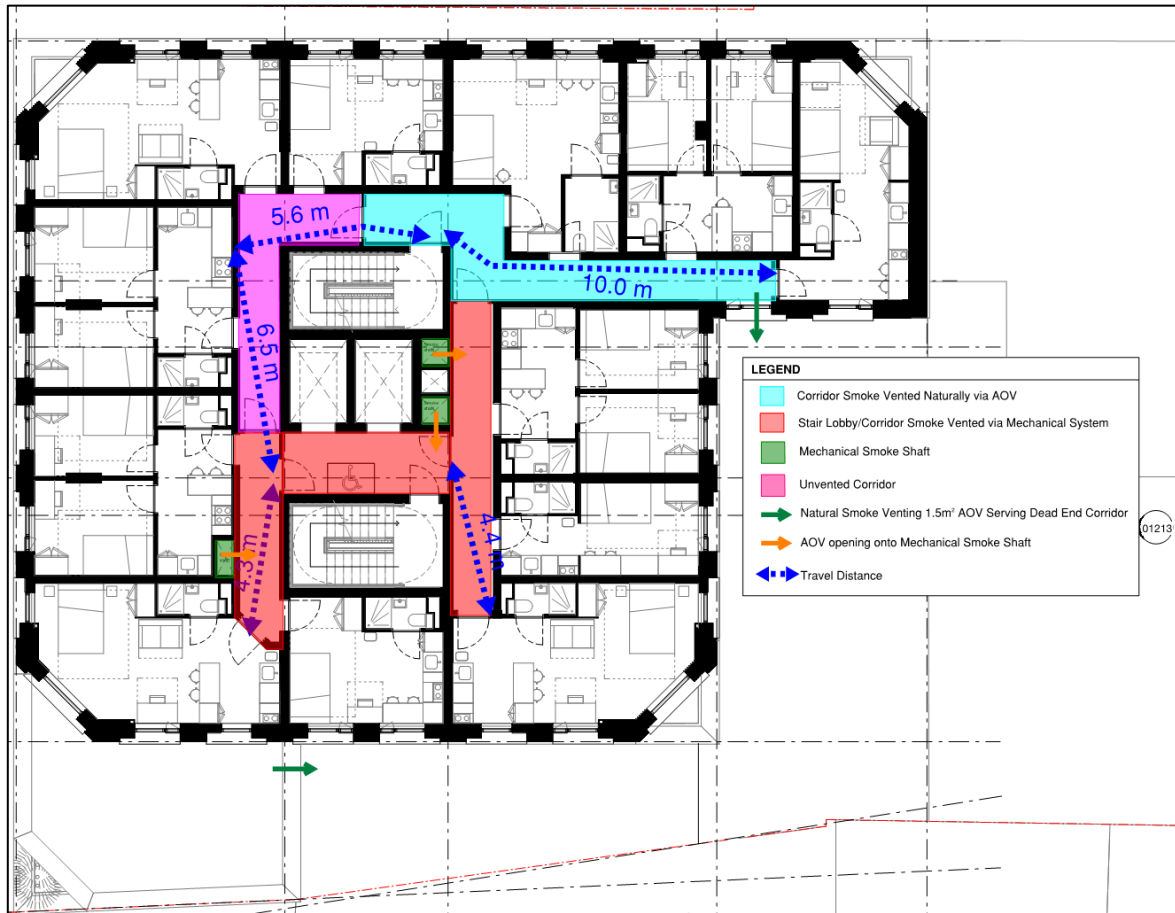 5.6 m
10.0 m
6.5 m
4.4 m
4.3 m
LEGEND
Corridor Smoke Vented Naturally via AOV
Stair Lobby/Corridor Smoke Vented via Mechanical System
Mechanical Smoke Shaft
Unvented Corridor
Natural Smoke Venting 1.5m² AOV Serving Dead End Corridor
AOV opening onto Mechanical Smoke Shaft
Travel Distance
01213